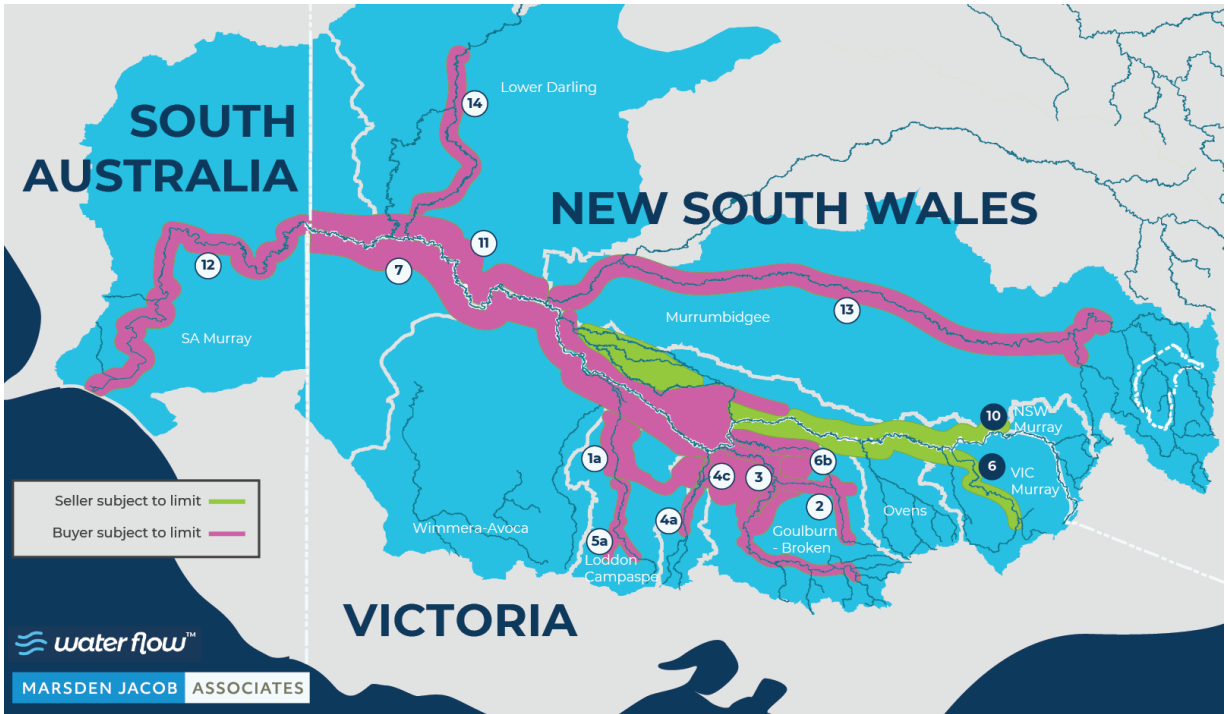 Lower Darling
14
SOUTH
AUSTRALIA
NEW SOUTH WALES
11
12
7
13
Murrumbidgee
SA Murray
10
NSW
Murray
1a
6b
6
VIC
Murray
4c
3
Seller subject to limit
Buyer subject to limit
2
Ovens
4a
Wimmera-Avoca
Goulburn
- Broken
5a
Loddon
Campaspe
VICTORIA
water flow™
MARSDEN JACOB ASSOCIATES